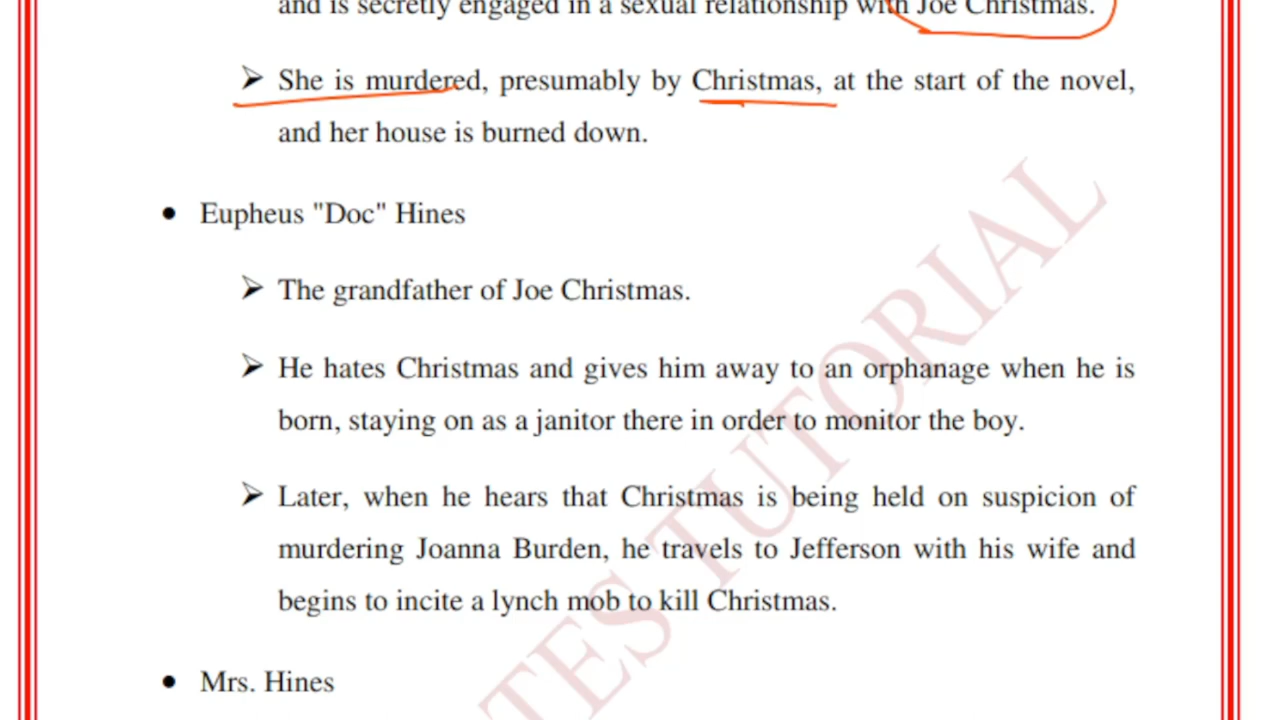 and is secretly engaged in a sexual relationship with Joe Christmas.
➢ She is murdered, presumably by Christmas, at the start of the novel,
and her house is burned down.
• Eupheus "Doc" Hines
➢ The grandfather of Joe Christmas.
➢ He hates Christmas and gives him away to an orphanage when he is
born, staying on as a janitor there in order to monitor the boy.
➢ Later, when he hears that Christmas is being held on suspicion of
murdering Joanna Burden, he travels to Jefferson with his wife and
begins to incite a lynch mob to kill Christmas.
• Mrs. Hines
TES TUTORIAL